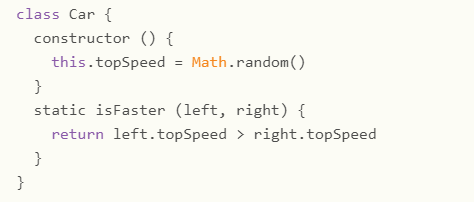 class Car {
  constructor () {
    this.topSpeed = Math.random()
  }
  static isFaster (left, right) {
    return left.topSpeed > right.topSpeed
  }
}